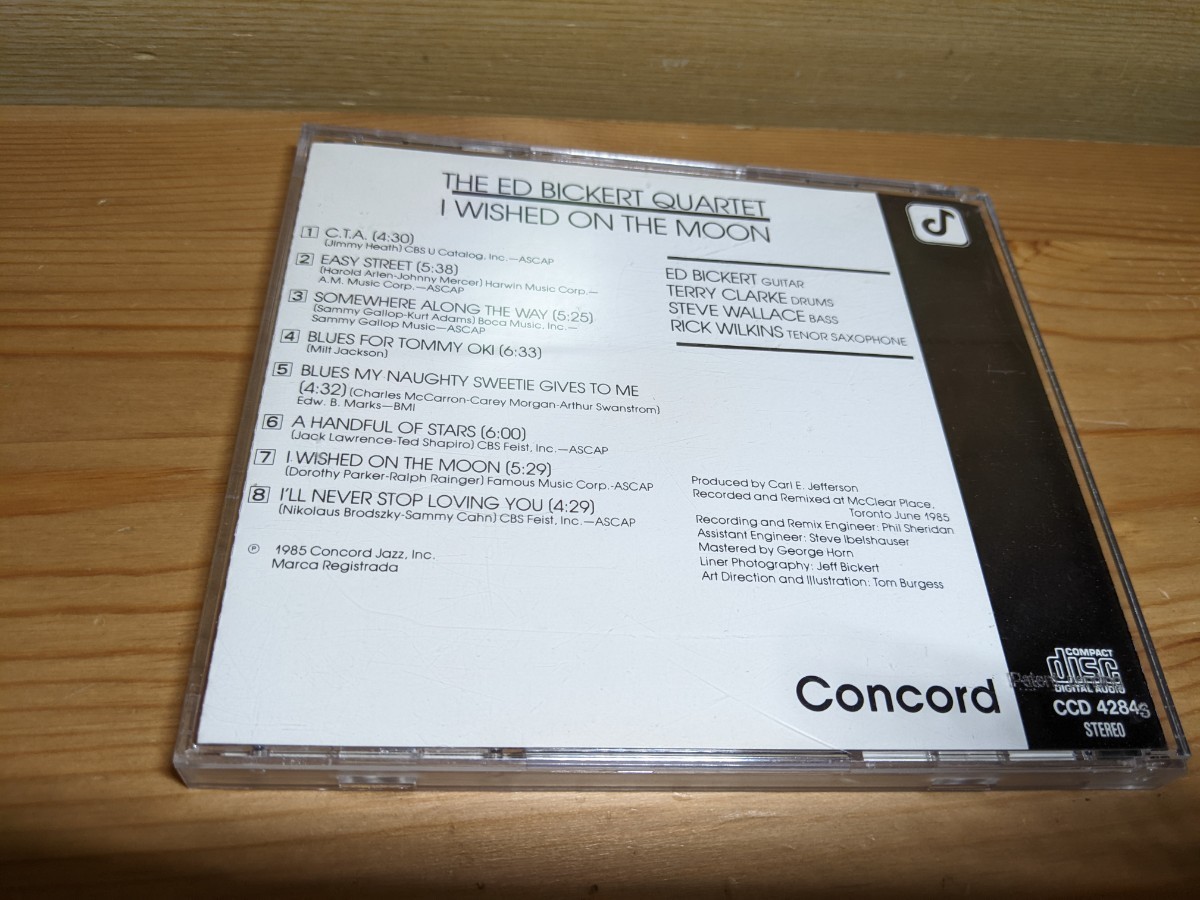 THE ED BICKERT QUARTET
I WISHED ON THE MOON
1 C.T.A. (4:30)
(Jimmy Heath) CBS U Catalog, Inc.—ASCAP
2 EASY STREET (5:38)
(Harold Arlen-Johnny Mercer) Harwin Music Corp.—
A.M. Music Corp.—ASCAP
3 SOMEWHERE ALONG THE WAY (5:25)
(Sammy Gallop-Kurt Adams) Boca Music, Inc.—
Sammy Gallop Music—ASCAP
4 BLUES FOR TOMMY OKI (6:33)
(Milt Jackson)
5 BLUES MY NAUGHTY SWEETIE GIVES TO ME
(4:32) (Charles McCarron-Carey Morgan-Arthur Swanstrom)
Edw. B. Marks—BMI
6 A HANDFUL OF STARS (6:00)
(Jack Lawrence-Ted Shapiro) CBS Feist, Inc.—ASCAP
7 I WISHED ON THE MOON (5:29)
(Dorothy Parker-Ralph Rainger) Famous Music Corp.-ASCAP
8 I'LL NEVER STOP LOVING YOU (4:29)
(Nikolaus Brodszky-Sammy Cahn) CBS Feist, Inc.—ASCAP
℗ 1985 Concord Jazz, Inc.
Marca Registrada
ED BICKERT GUITAR
TERRY CLARKE DRUMS
STEVE WALLACE BASS
RICK WILKINS TENOR SAXOPHONE
Produced by Carl E. Jefferson
Recorded and Remixed at McClear Place,
Toronto June 1985
Recording and Remix Engineer: Phil Sheridan
Assistant Engineer: Steve Ibelshauser
Mastered by George Horn
Liner Photography: Jeff Bickert
Art Direction and Illustration: Tom Burgess
Concord
COMPACT
disc
DIGITAL AUDIO
CCD 4284
STEREO